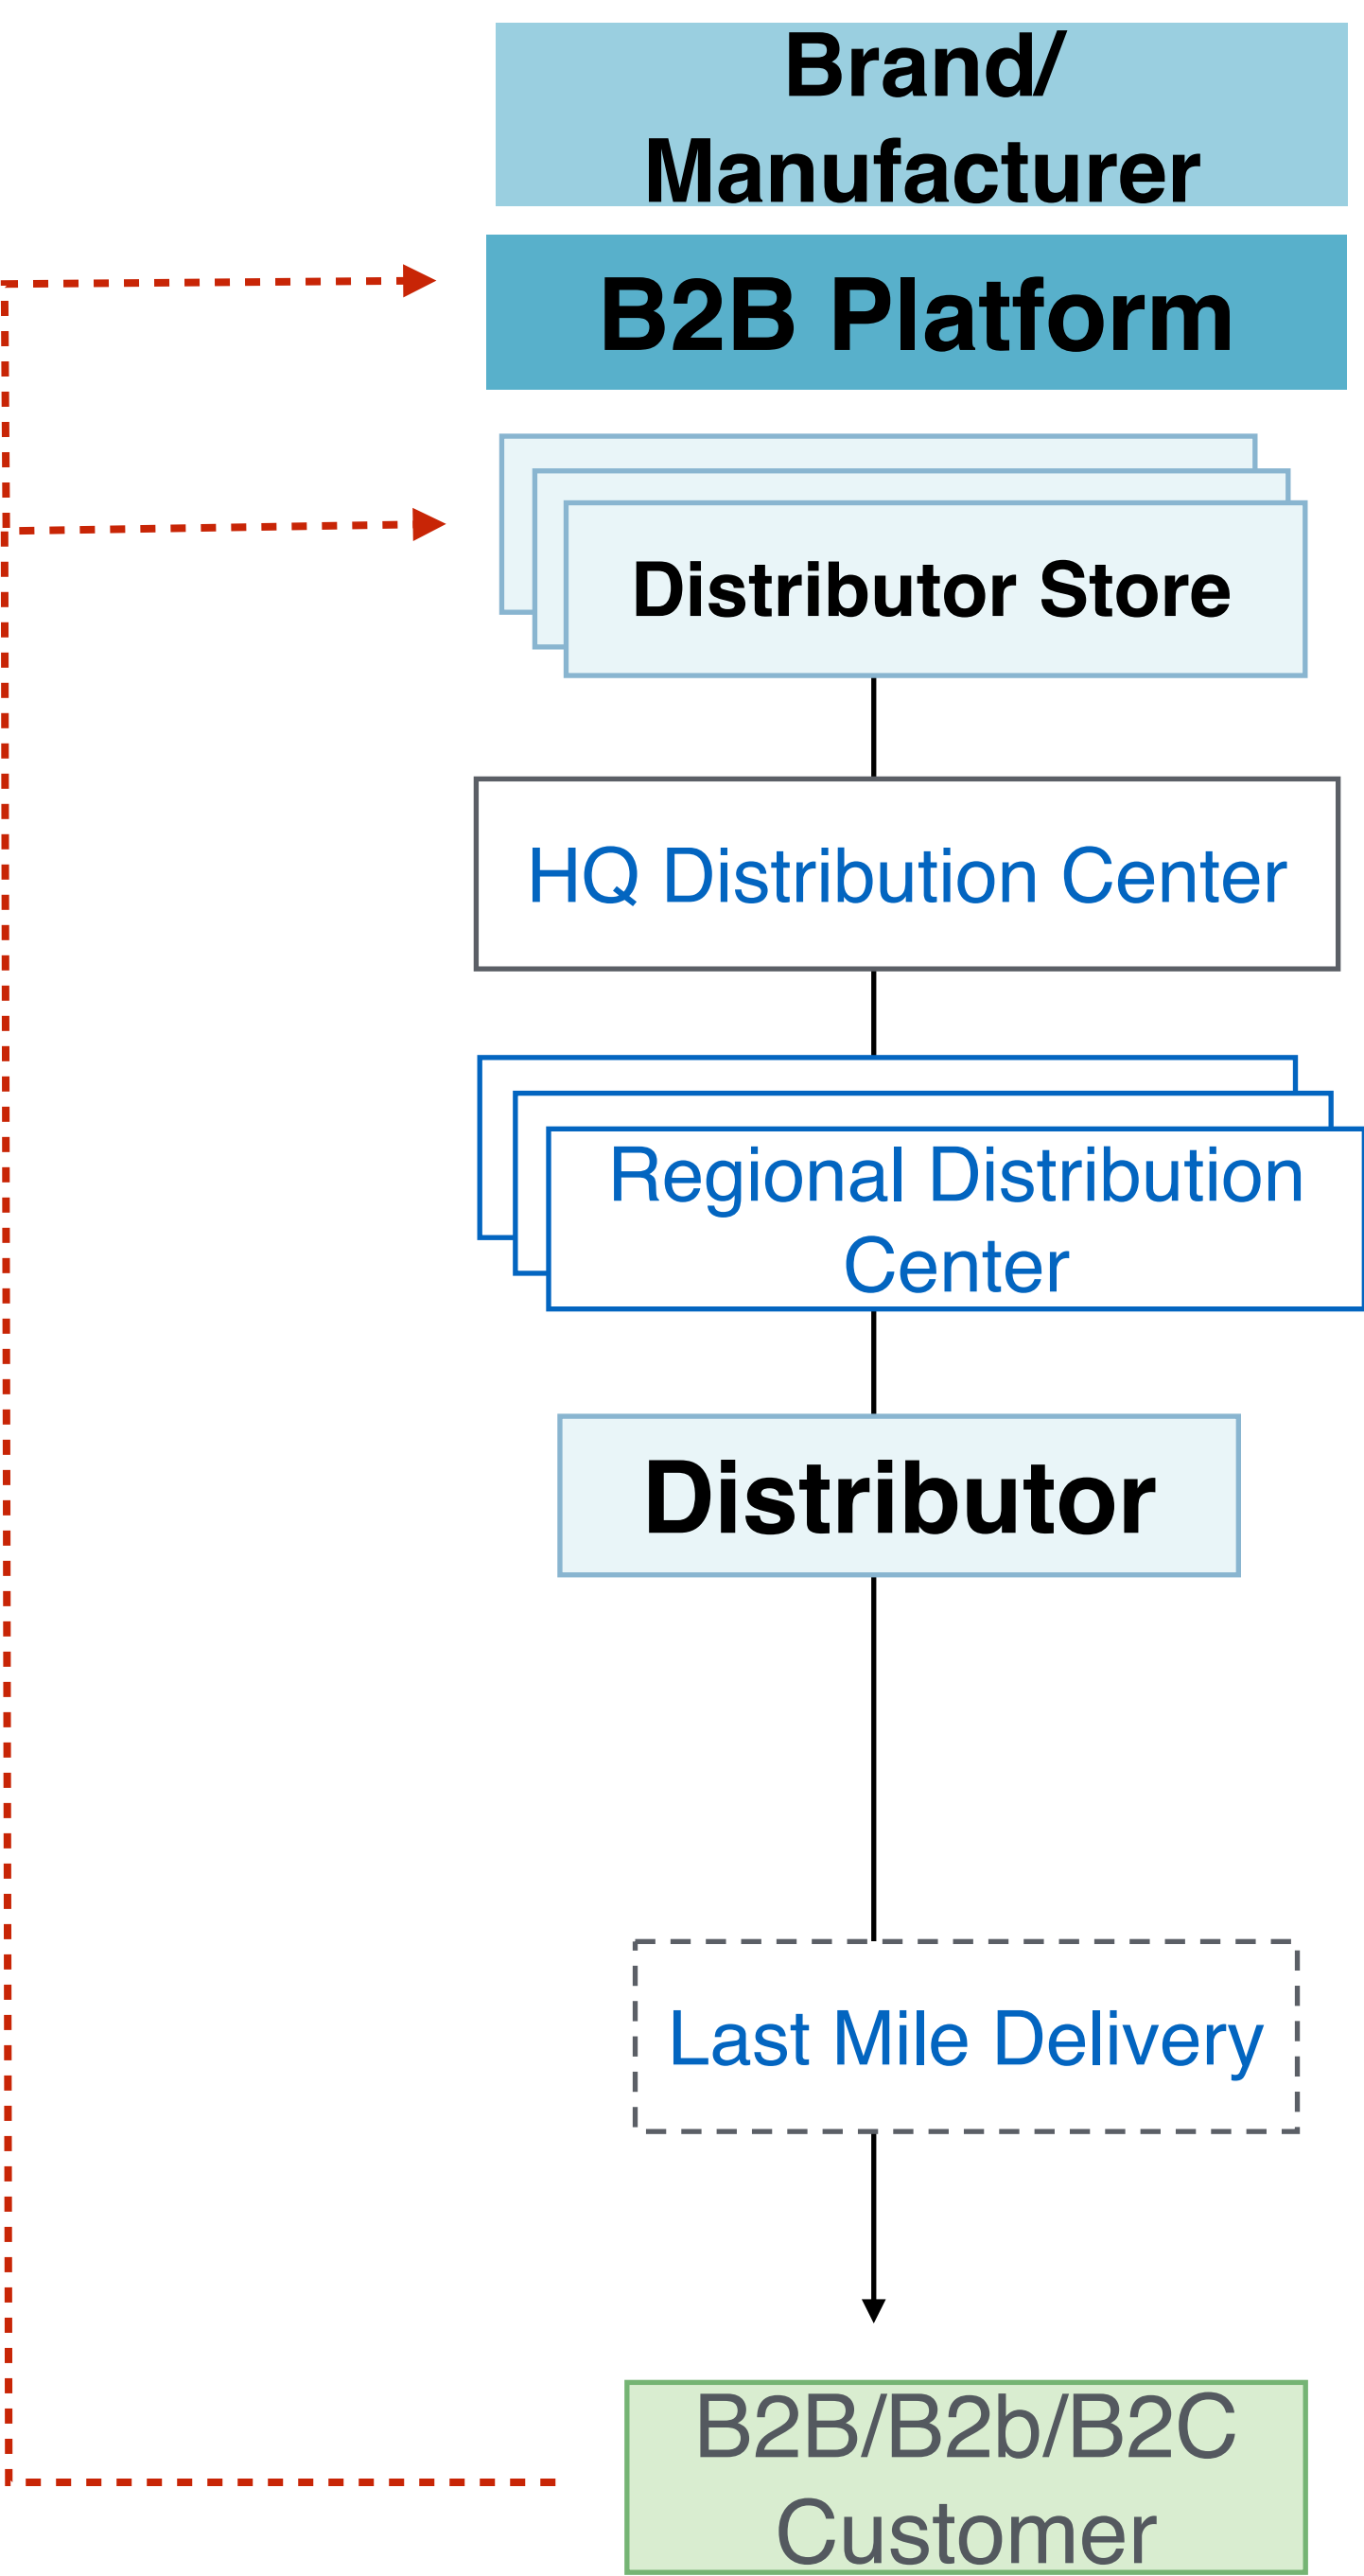 Brand/
Manufacturer
B2B Platform
Distributor Store
HQ Distribution Center
Regional Distribution
Center
Distributor
Last Mile Delivery
B2B/B2b/B2C
Customer